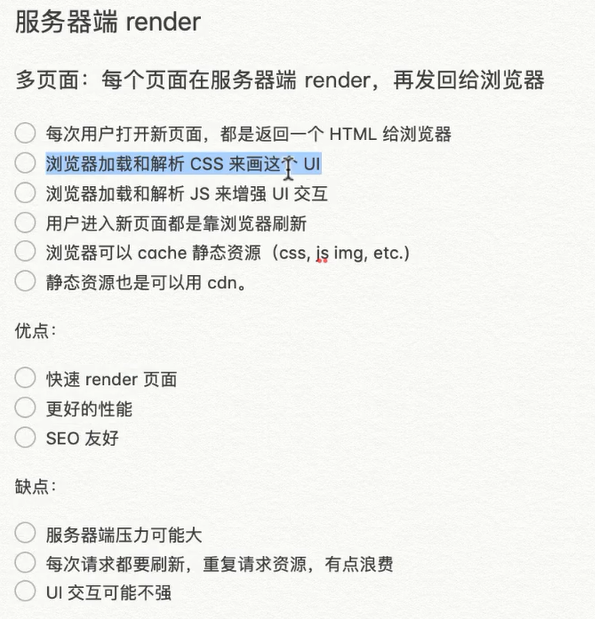 服务器端 render
多页面：每个页面在服务器端 render，再发回给浏览器
每次用户打开新页面，都是返回一个 HTML 给浏览器
浏览器加载和解析 CSS 来画这个 UI
浏览器加载和解析 JS 来增强 UI 交互
用户进入新页面都是靠浏览器刷新
浏览器可以 cache 静态资源（css, js img, etc.)
静态资源也是可以用 cdn。
优点：
快速 render 页面
更好的性能
SEO 友好
缺点：
服务器端压力可能大
每次请求都要刷新，重复请求资源，有点浪费
UI 交互可能不强